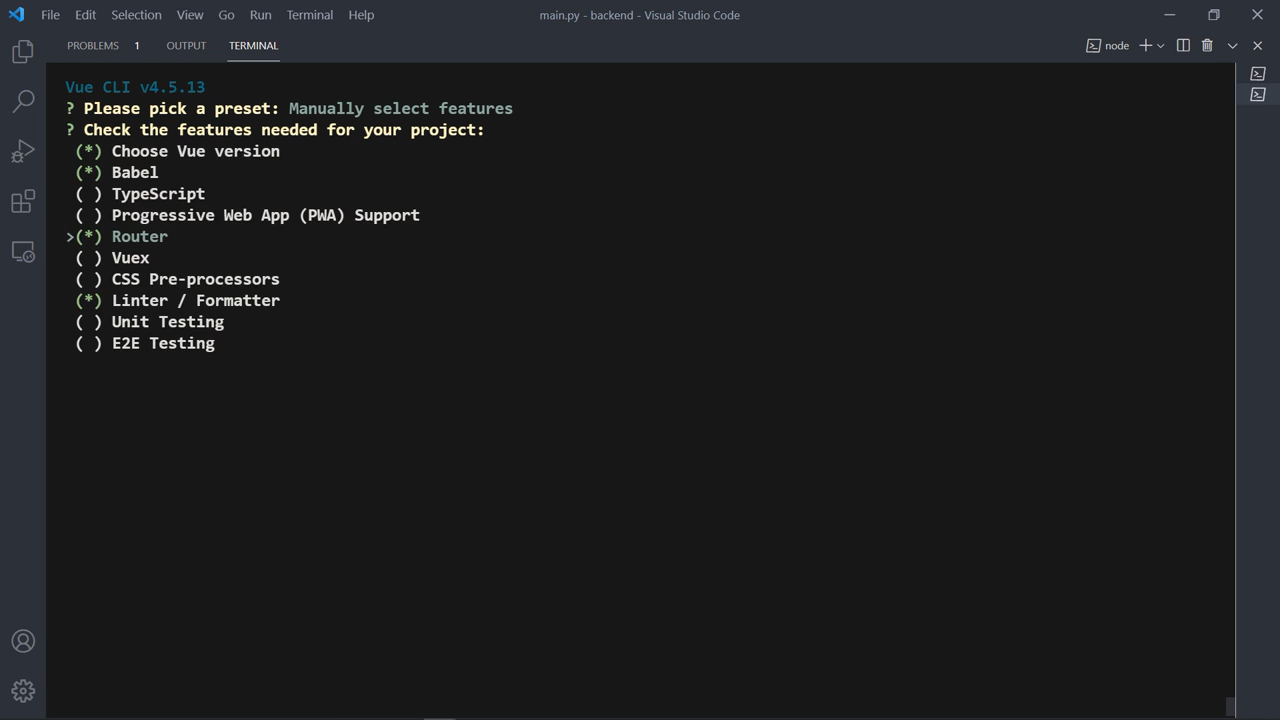 File Edit Selection View Go Run Terminal Help main.py - backend - Visual Studio Code
PROBLEMS 1 OUTPUT TERMINAL node
Vue CLI v4.5.13
? Please pick a preset: Manually select features
? Check the features needed for your project:
(*) Choose Vue version
(*) Babel
( ) TypeScript
( ) Progressive Web App (PWA) Support
>(*) Router
( ) Vuex
( ) CSS Pre-processors
(*) Linter / Formatter
( ) Unit Testing
( ) E2E Testing